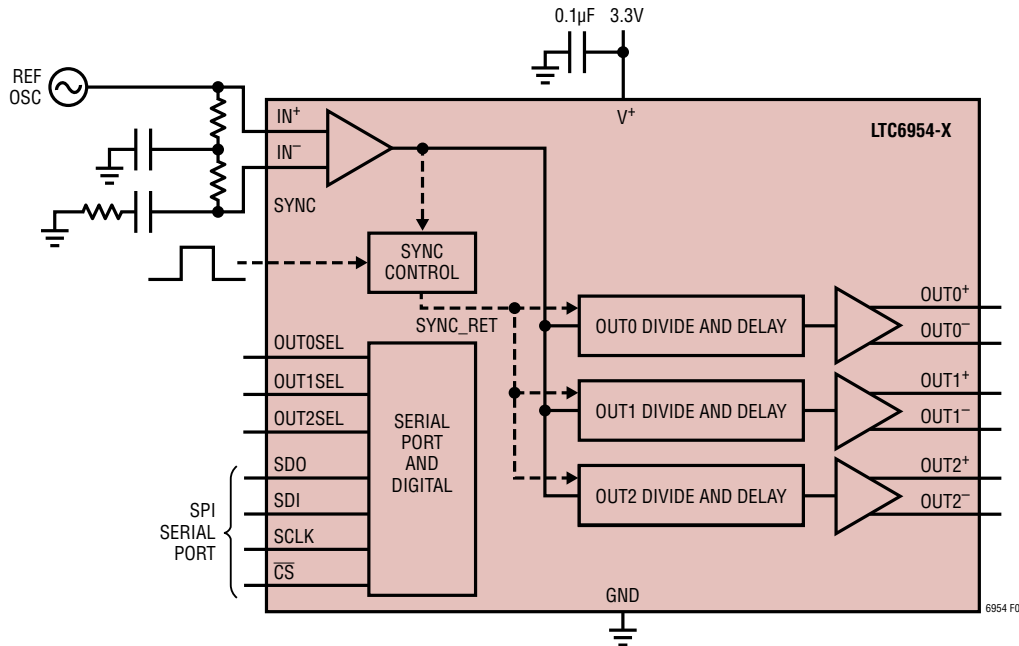 0.1µF 3.3V
REF
OSC
IN+
V+
LTC6954-X
IN–
SYNC
SYNC
CONTROL
SYNC_RET
OUT0 DIVIDE AND DELAY
OUT0+
OUT0–
OUT0SEL
OUT1SEL
OUT2SEL
SERIAL
PORT
AND
DIGITAL
OUT1 DIVIDE AND DELAY
OUT1+
OUT1–
OUT2 DIVIDE AND DELAY
OUT2+
OUT2–
SPI
SERIAL
PORT
SDO
SDI
SCLK
C̅S̅
GND
6954 F0